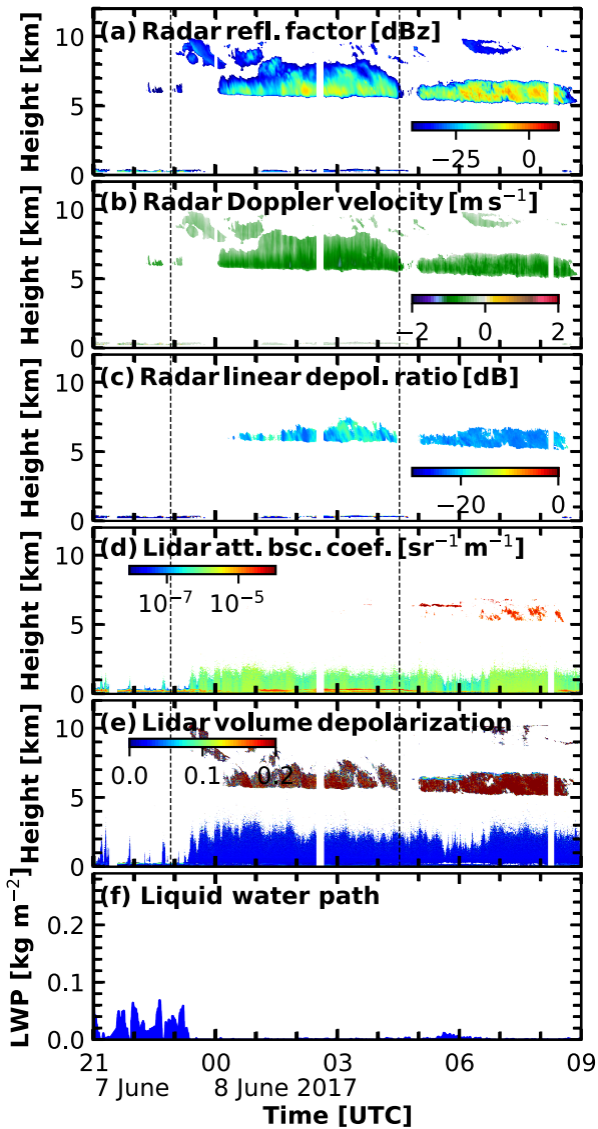 (a) Radar refl. factor [dBz]
Height [km]
10
5
0
−25 0
(b) Radar Doppler velocity [m s⁻¹]
Height [km]
10
5
0
−2 0 2
(c) Radar linear depol. ratio [dB]
Height [km]
10
5
0
−20 0
(d) Lidar att. bsc. coef. [sr⁻¹ m⁻¹]
Height [km]
10
5
0
10⁻⁷ 10⁻⁵
(e) Lidar volume depolarization
Height [km]
10
5
0
0.0 0.1 0.2
(f) Liquid water path
LWP [kg m⁻²]
0.2
0.1
0.0
21 00 03 06 09
7 June 8 June 2017
Time [UTC]